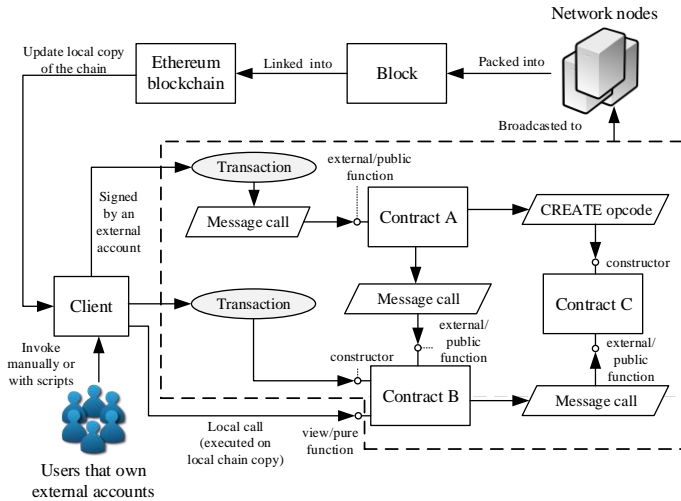 Network nodes
Update local copy
of the chain
Ethereum
blockchain
Linked into
Block
Packed into
Broadcasted to
Transaction
external/public
function
Signed
by an
external
account
Message call
Contract A
CREATE opcode
constructor
Client
Transaction
Message call
Contract C
Invoke
manually or
with scripts
constructor
external/
public
function
external/
public
function
Contract B
Message call
Local call
(executed on
local chain copy)
view/pure
function
Users that own
external accounts